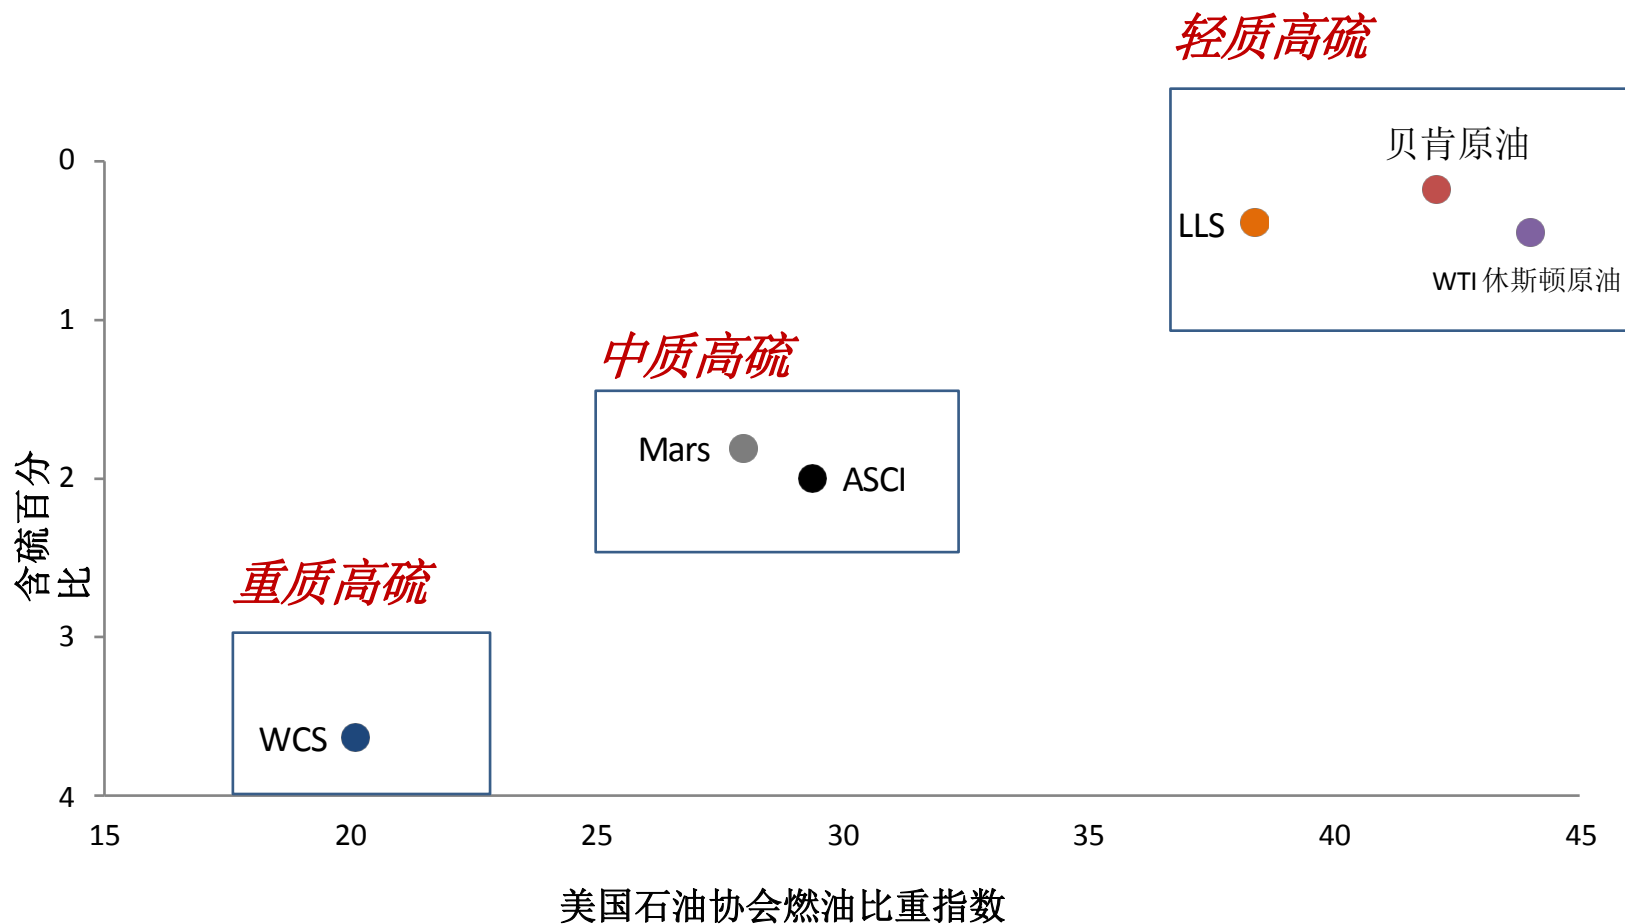 轻质高硫
贝肯原油
LLS
WTI 休斯顿原油
中质高硫
Mars
ASCI
重质高硫
WCS
0
1
2
3
4
含硫百分
比
15
20
25
30
35
40
45
美国石油协会燃油比重指数